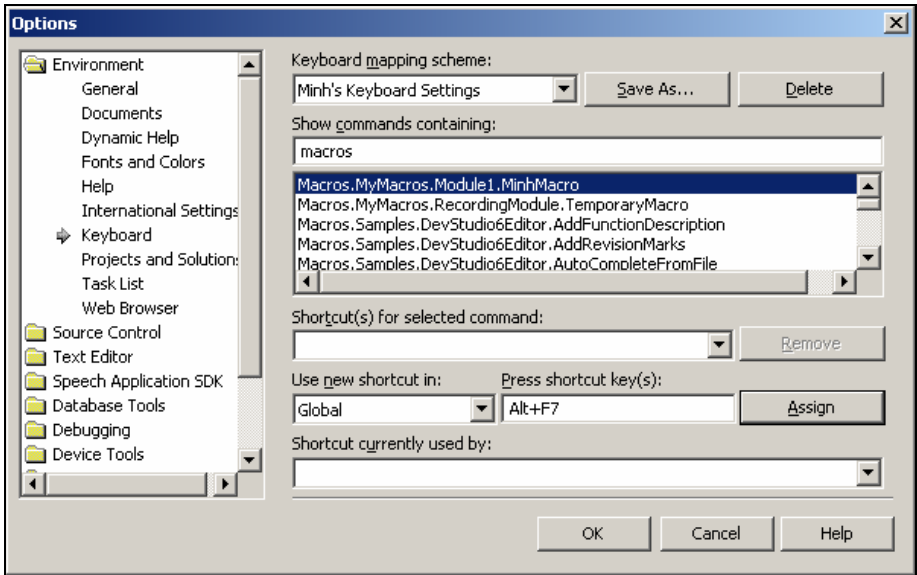 Options
Environment
General
Documents
Dynamic Help
Fonts and Colors
Help
International Settings
Keyboard
Projects and Solution
Task List
Web Browser
Source Control
Text Editor
Speech Application SDK
Database Tools
Debugging
Device Tools
Keyboard mapping scheme:
Minh's Keyboard Settings
Save As...
Delete
Show commands containing:
macros
Macros.MyMacros.Module1.MinhMacro
Macros.MyMacros.RecordingModule.TemporaryMacro
Macros.Samples.DevStudio6Editor.AddFunctionDescription
Macros.Samples.DevStudio6Editor.AddRevisionMarks
Macros.Samples.DevStudio6Editor.AutoCompleteFromFile
Shortcut(s) for selected command:
Remove
Use new shortcut in:
Press shortcut key(s):
Global
Alt+F7
Assign
Shortcut currently used by:
OK
Cancel
Help